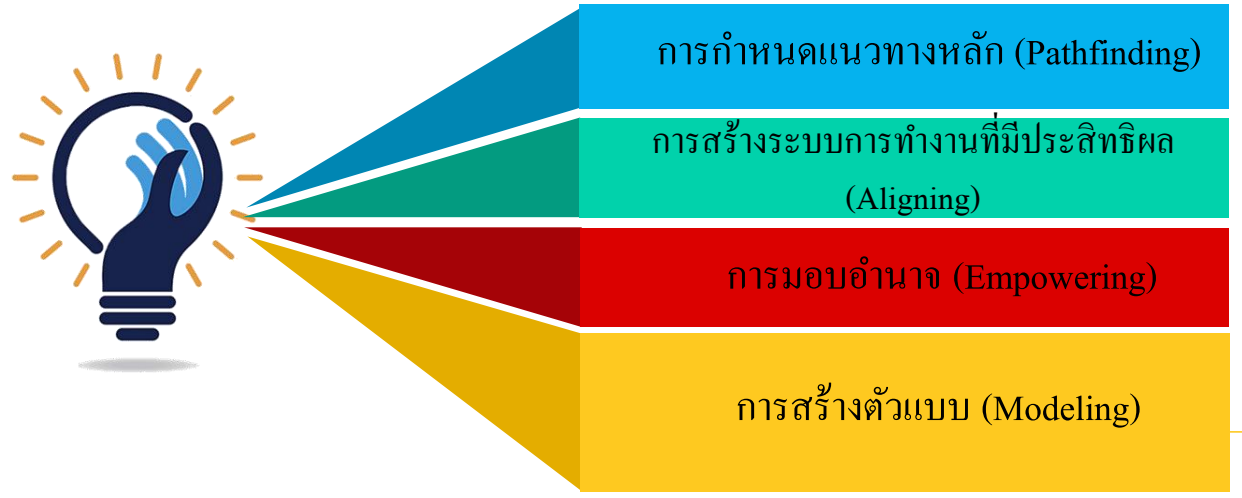 การกำหนดแนวทางหลัก (Pathfinding)
การสร้างระบบการทำงานที่มีประสิทธิผล
(Aligning)
การมอบอำนาจ (Empowering)
การสร้างตัวแบบ (Modeling)